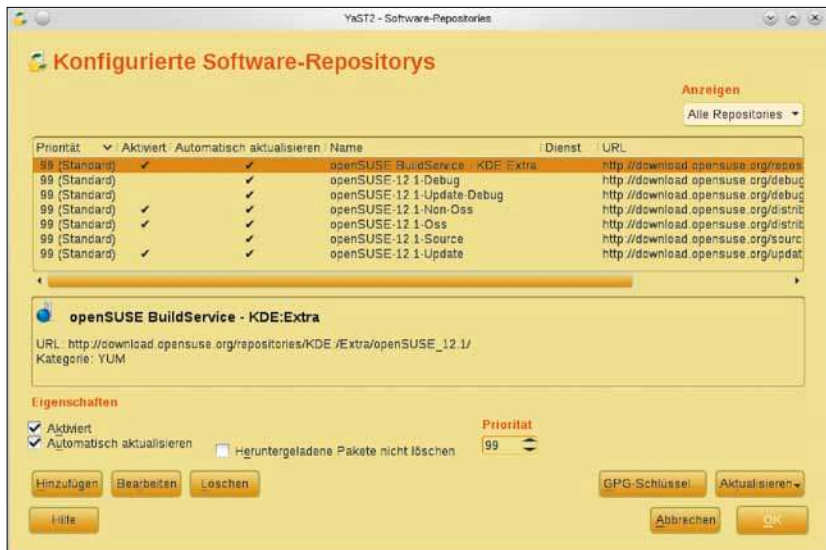 YaST2 - Software-Repositories
Konfigurierte Software-Repositorys
Anzeigen
Alle Repositories
Priorität Aktiviert Automatisch aktualisieren Name Dienst URL
99 (Standard) ✔ ✔ openSUSE BuildService - KDE:Extra http://download.opensuse.org/repos
99 (Standard) ✔ openSUSE-12.1-Debug http://download.opensuse.org/debug
99 (Standard) ✔ openSUSE-12.1-Update-Debug http://download.opensuse.org/debug
99 (Standard) ✔ ✔ openSUSE-12.1-Non-Oss http://download.opensuse.org/distrib
99 (Standard) ✔ ✔ openSUSE-12.1-Oss http://download.opensuse.org/distrib
99 (Standard) ✔ openSUSE-12.1-Source http://download.opensuse.org/sourc
99 (Standard) ✔ ✔ openSUSE-12.1-Update http://download.opensuse.org/updat
openSUSE BuildService - KDE:Extra
URL: http://download.opensuse.org/repositories/KDE:/Extra/openSUSE_12.1/
Kategorie: YUM
Eigenschaften
Aktiviert
Automatisch aktualisieren
Heruntergeladene Pakete nicht löschen
Priorität
99
Hinzufügen Bearbeiten Löschen GPG-Schlüssel... Aktualisieren
Hilfe Abbrechen OK